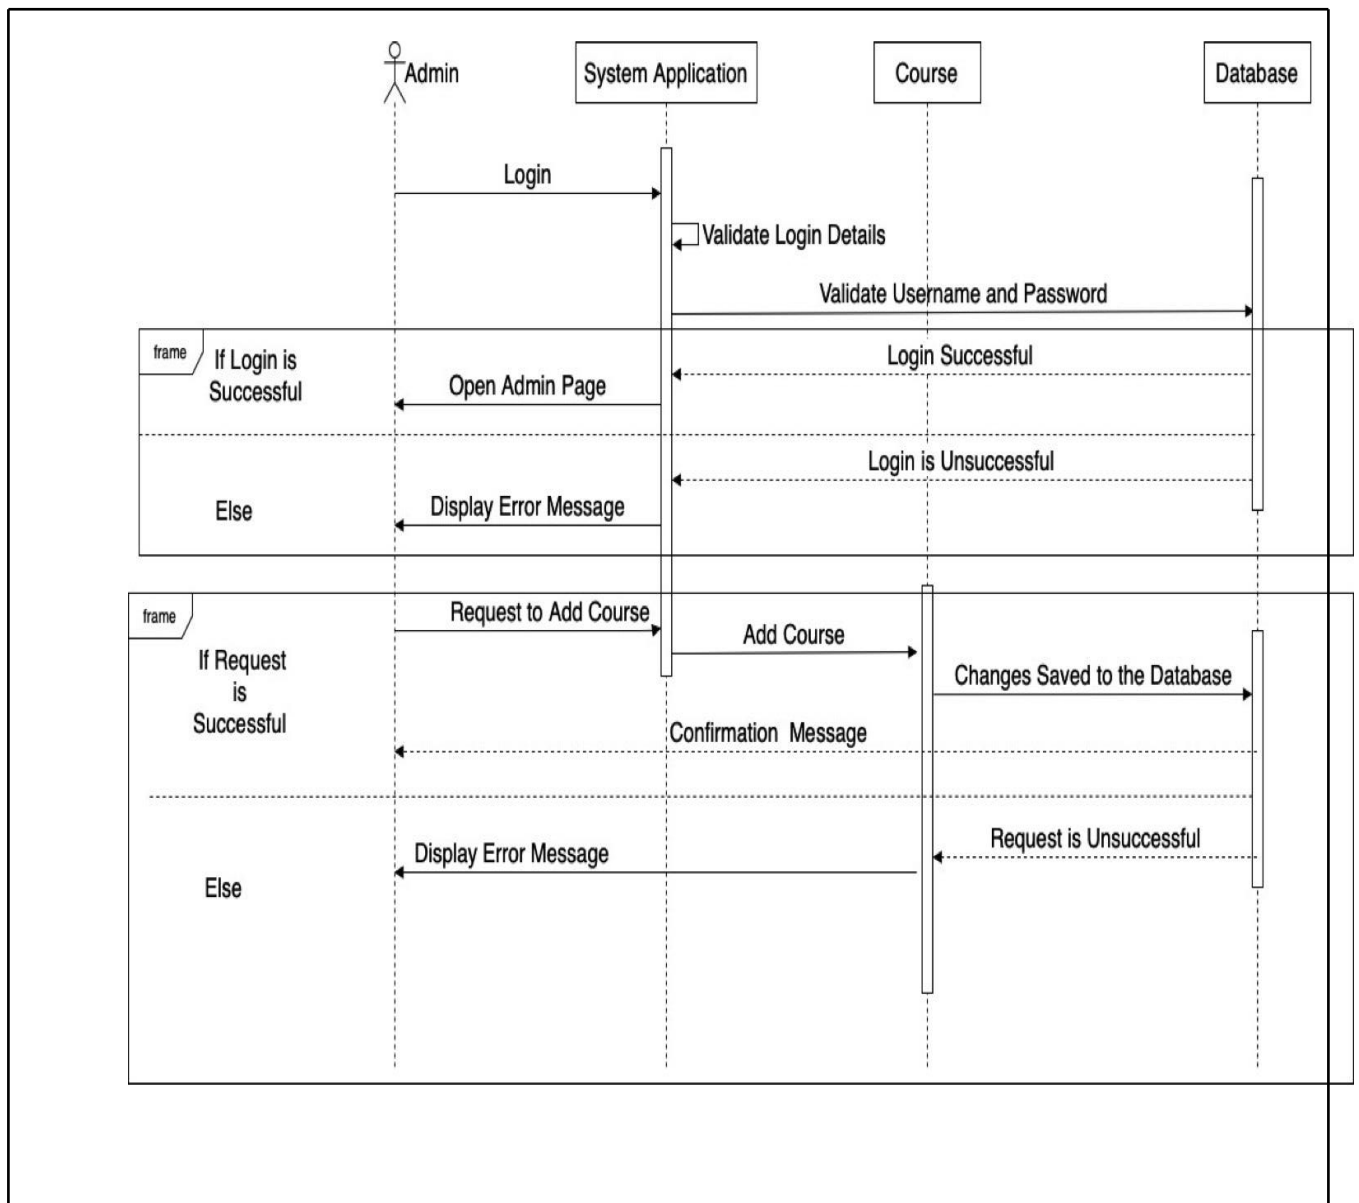 Admin
System Application
Course
Database
Login
Validate Login Details
Validate Username and Password
frame
If Login is
Successful
Login Successful
Open Admin Page
Login is Unsuccessful
Else
Display Error Message
frame
Request to Add Course
Add Course
If Request
is
Successful
Changes Saved to the Database
Confirmation Message
Request is Unsuccessful
Display Error Message
Else